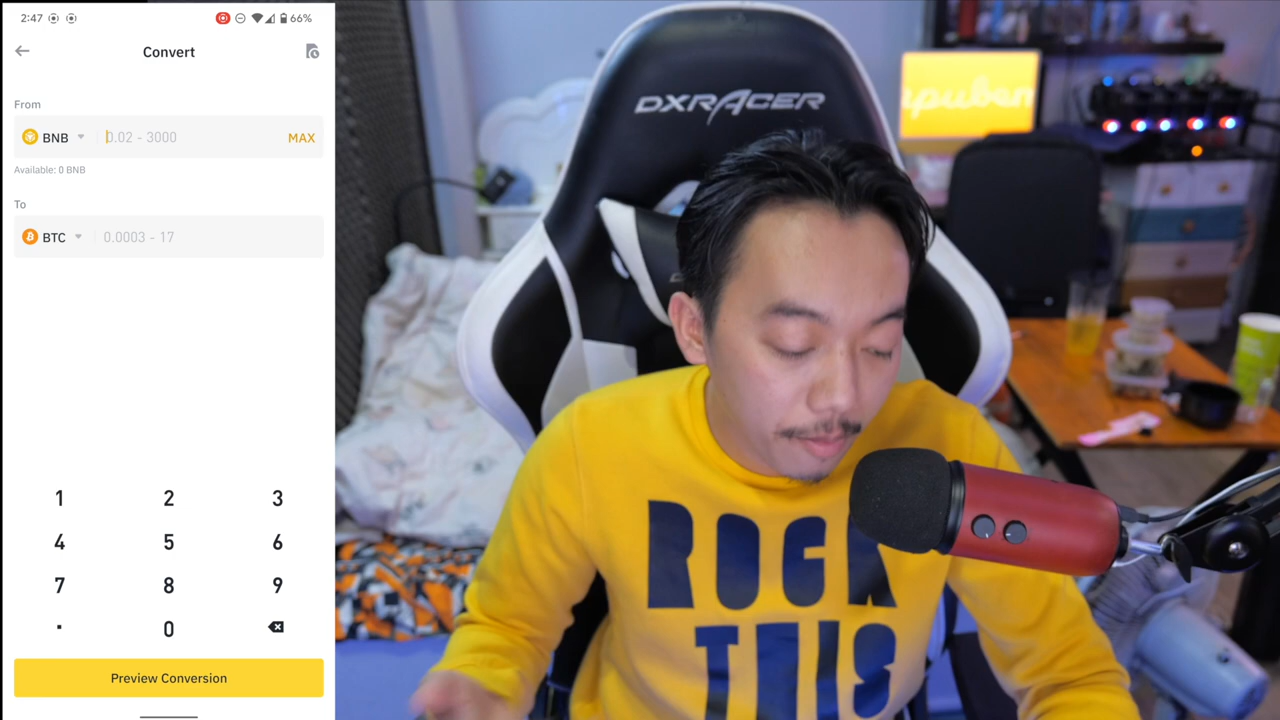 2:47
66%
Convert
From
BNB
0.02 - 3000
MAX
Available: 0 BNB
To
BTC
0.0003 - 17
1 2 3
4 5 6
7 8 9
. 0
Preview Conversion
DXRACER
ROCK
THIS